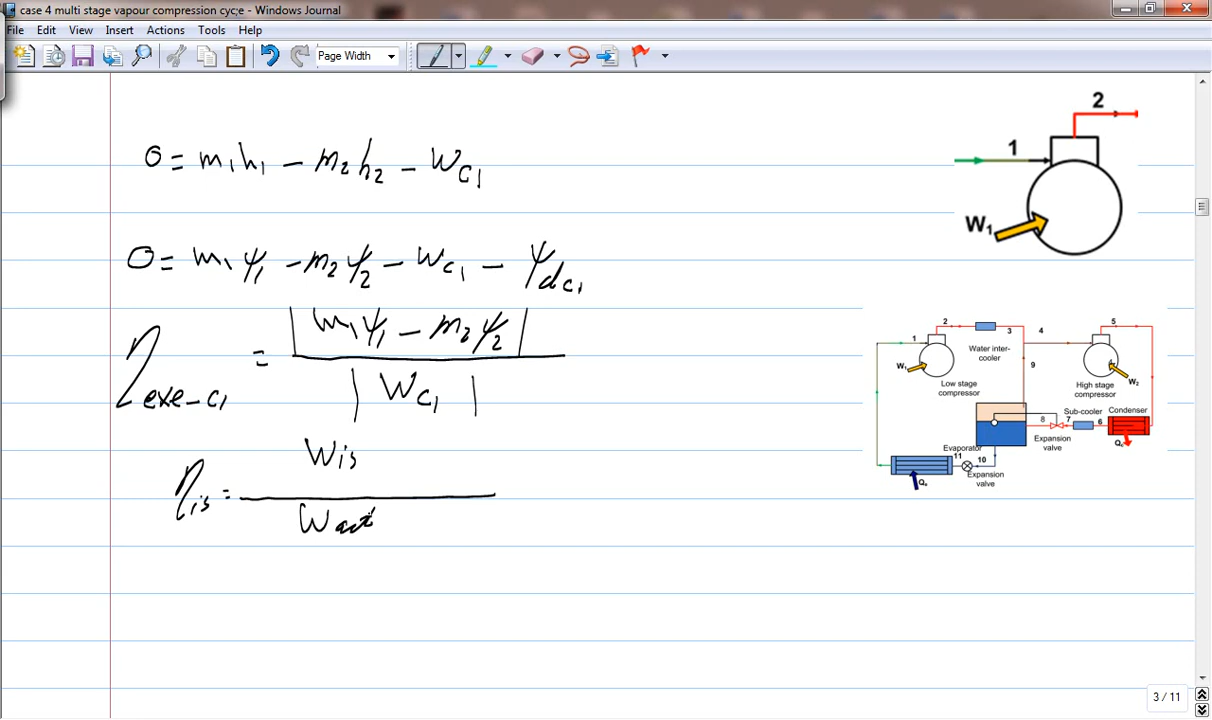 case 4 multi stage vapour compression cyc;e - Windows Journal
File Edit View Insert Actions Tools Help
Page Width
0 = m1h1 - m2h2 - Wc1
0 = m1ψ1 - m2ψ2 - Wc1 - ψdc1
ηexe-c1 = |m1ψ1 - m2ψ2| / |Wc1|
ηis = Wis / Wact
2
1
W1
2 3 4 5
1
Water inter-
cooler
9
W1
W2
Low stage
compressor
High stage
compressor
Sub-cooler Condenser
8 7 6
Expansion
valve
Qc
Evaporator
11 10
Expansion
valve
Qe
3 / 11